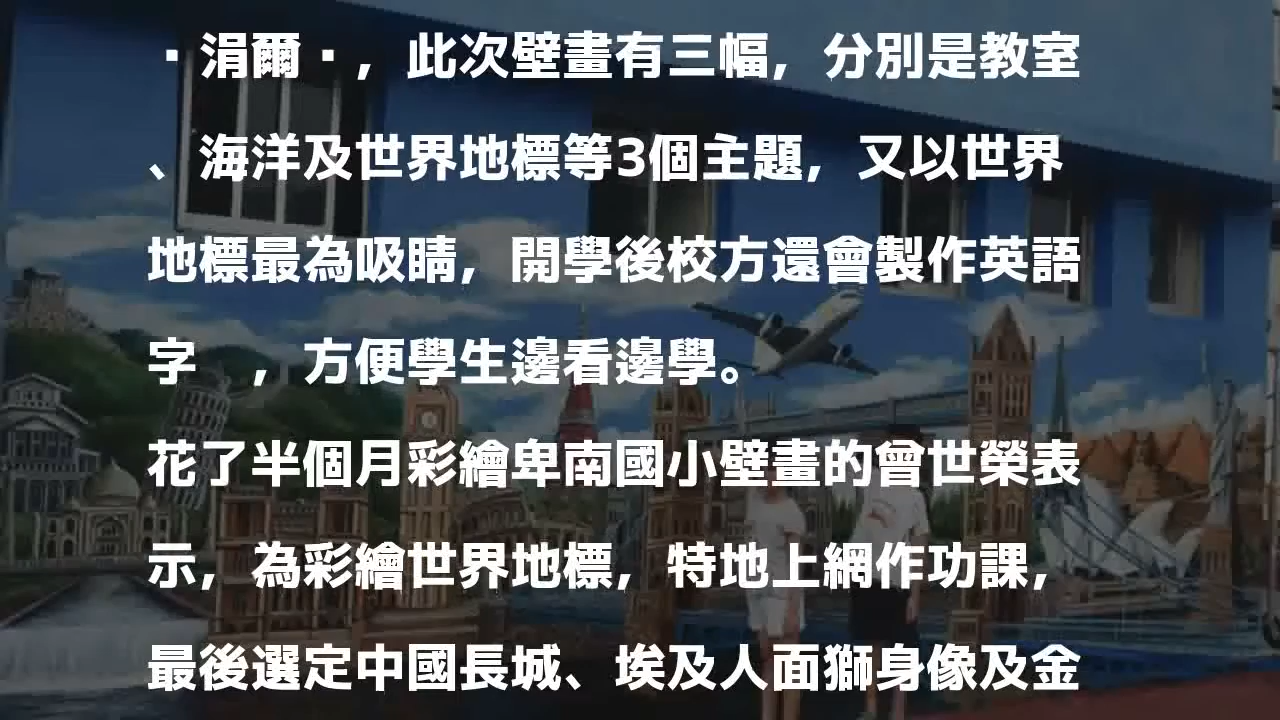 ▪涓爾▪，此次壁畫有三幅，分別是教室
、海洋及世界地標等3個主題，又以世界
地標最為吸睛，開學後校方還會製作英語
字　，方便學生邊看邊學。
花了半個月彩繪卑南國小壁畫的曾世榮表
示，為彩繪世界地標，特地上網作功課，
最後選定中國長城、埃及人面獅身像及金